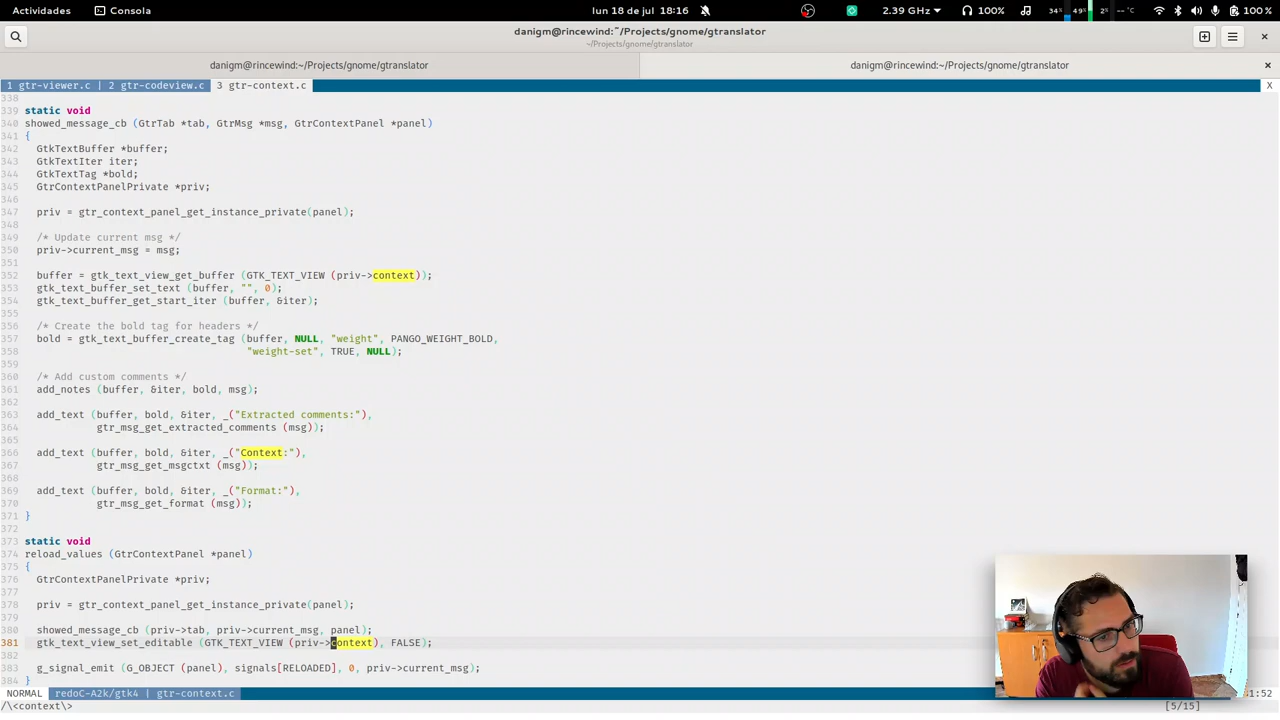 Actividades
Consola
lun 18 de jul 18:16
2.39 GHz
100%
34%
49%
2%
--°C
100 %
danigm@rincewind:~/Projects/gnome/gtranslator
~/Projects/gnome/gtranslator
danigm@rincewind:~/Projects/gnome/gtranslator
danigm@rincewind:~/Projects/gnome/gtranslator
1 gtr-viewer.c | 2 gtr-codeview.c 3 gtr-context.c X
338
339 static void
340 showed_message_cb (GtrTab *tab, GtrMsg *msg, GtrContextPanel *panel)
341 {
342 GtkTextBuffer *buffer;
343 GtkTextIter iter;
344 GtkTextTag *bold;
345 GtrContextPanelPrivate *priv;
346
347 priv = gtr_context_panel_get_instance_private(panel);
348
349 /* Update current msg */
350 priv->current_msg = msg;
351
352 buffer = gtk_text_view_get_buffer (GTK_TEXT_VIEW (priv->context));
353 gtk_text_buffer_set_text (buffer, "", 0);
354 gtk_text_buffer_get_start_iter (buffer, &iter);
355
356 /* Create the bold tag for headers */
357 bold = gtk_text_buffer_create_tag (buffer, NULL, "weight", PANGO_WEIGHT_BOLD,
358 "weight-set", TRUE, NULL);
359
360 /* Add custom comments */
361 add_notes (buffer, &iter, bold, msg);
362
363 add_text (buffer, bold, &iter, _("Extracted comments:"),
364 gtr_msg_get_extracted_comments (msg));
365
366 add_text (buffer, bold, &iter, _("Context:"),
367 gtr_msg_get_msgctxt (msg));
368
369 add_text (buffer, bold, &iter, _("Format:"),
370 gtr_msg_get_format (msg));
371 }
372
373 static void
374 reload_values (GtrContextPanel *panel)
375 {
376 GtrContextPanelPrivate *priv;
377
378 priv = gtr_context_panel_get_instance_private(panel);
379
380 showed_message_cb (priv->tab, priv->current_msg, panel);
381 gtk_text_view_set_editable (GTK_TEXT_VIEW (priv->context), FALSE);
382
383 g_signal_emit (G_OBJECT (panel), signals[RELOADED], 0, priv->current_msg);
384 }
NORMAL redoC-A2k/gtk4 | gtr-context.c 1:52
/\<context\> [5/15]